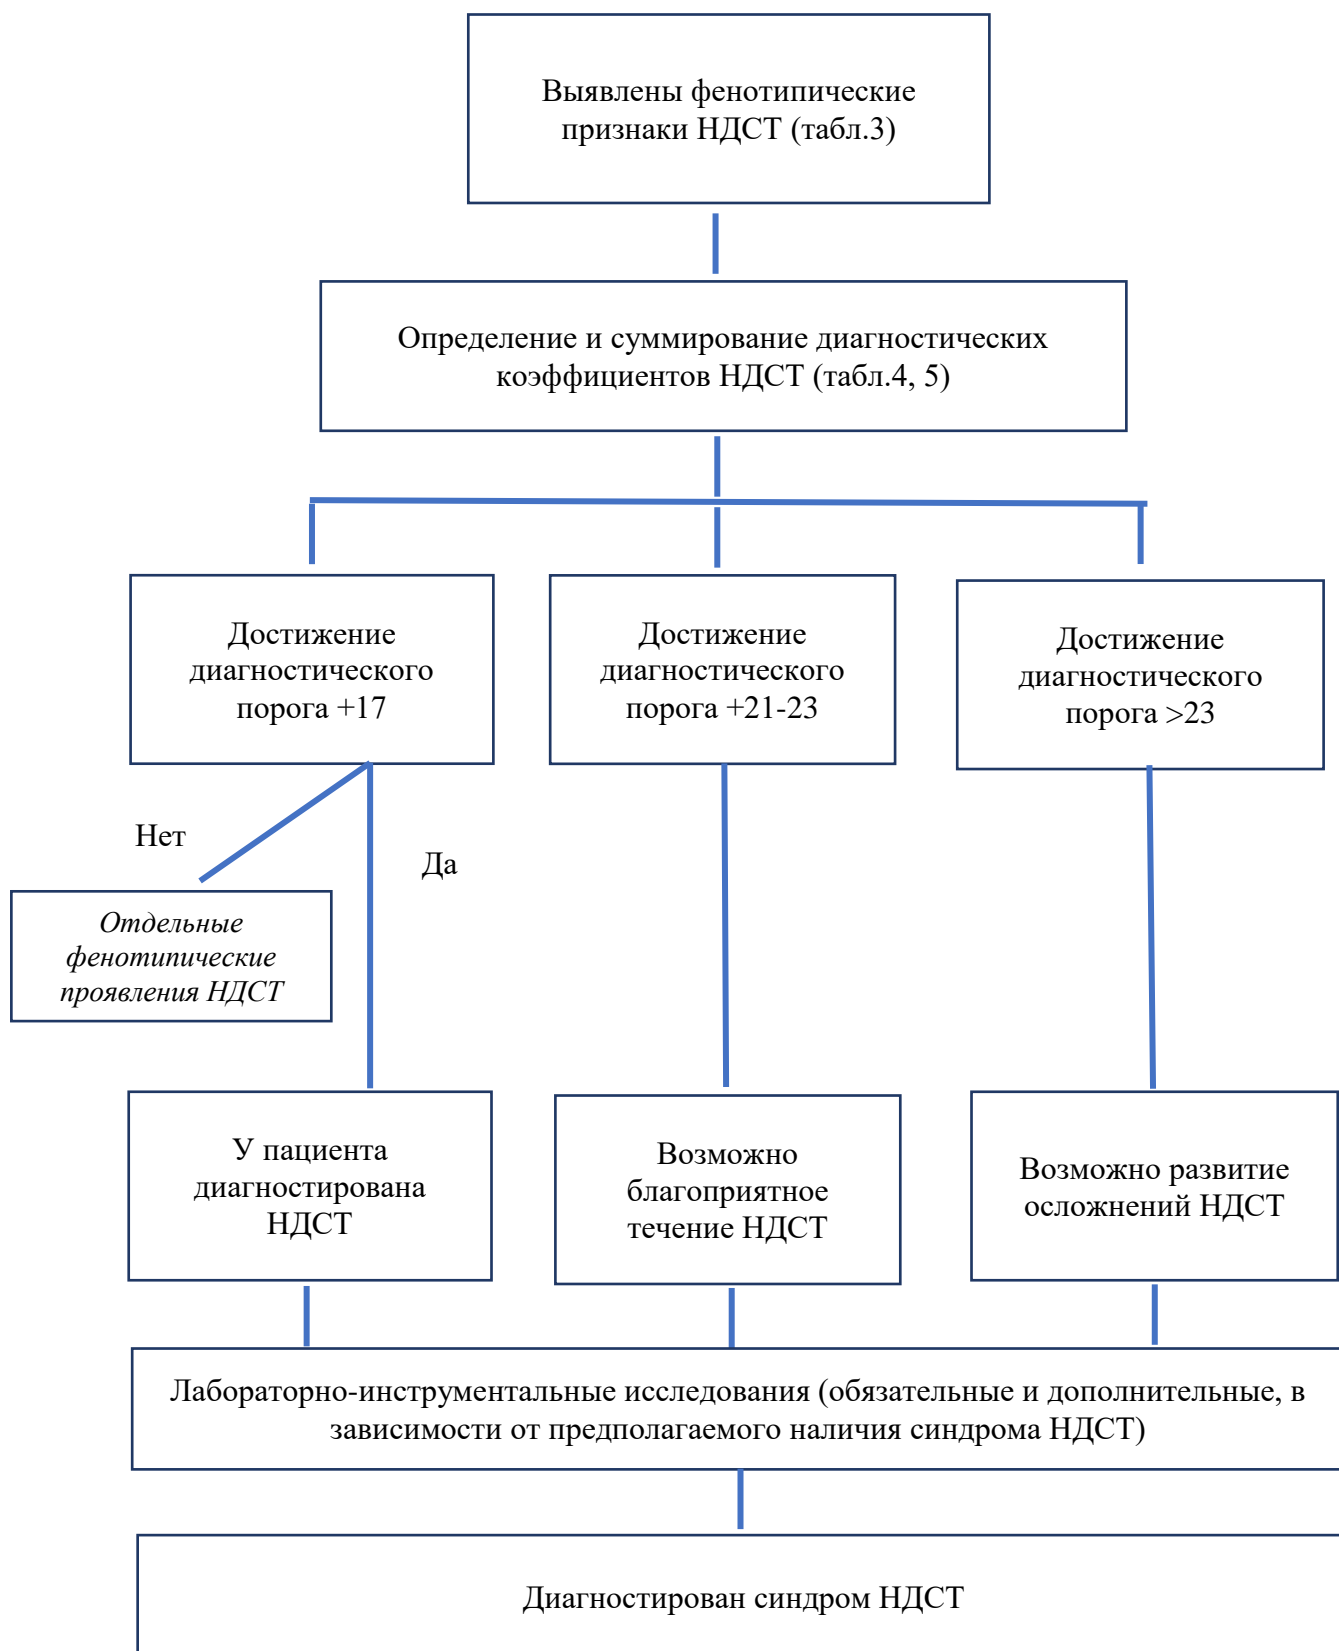 Выявлены фенотипические
признаки НДСТ (табл.3)
Определение и суммирование диагностических
коэффициентов НДСТ (табл.4, 5)
Достижение
диагностического
порога +17
Достижение
диагностического
порога +21-23
Достижение
диагностического
порога >23
Нет
Да
Отдельные
фенотипические
проявления НДСТ
У пациента
диагностирована
НДСТ
Возможно
благоприятное
течение НДСТ
Возможно развитие
осложнений НДСТ
Лабораторно-инструментальные исследования (обязательные и дополнительные, в
зависимости от предполагаемого наличия синдрома НДСТ)
Диагностирован синдром НДСТ